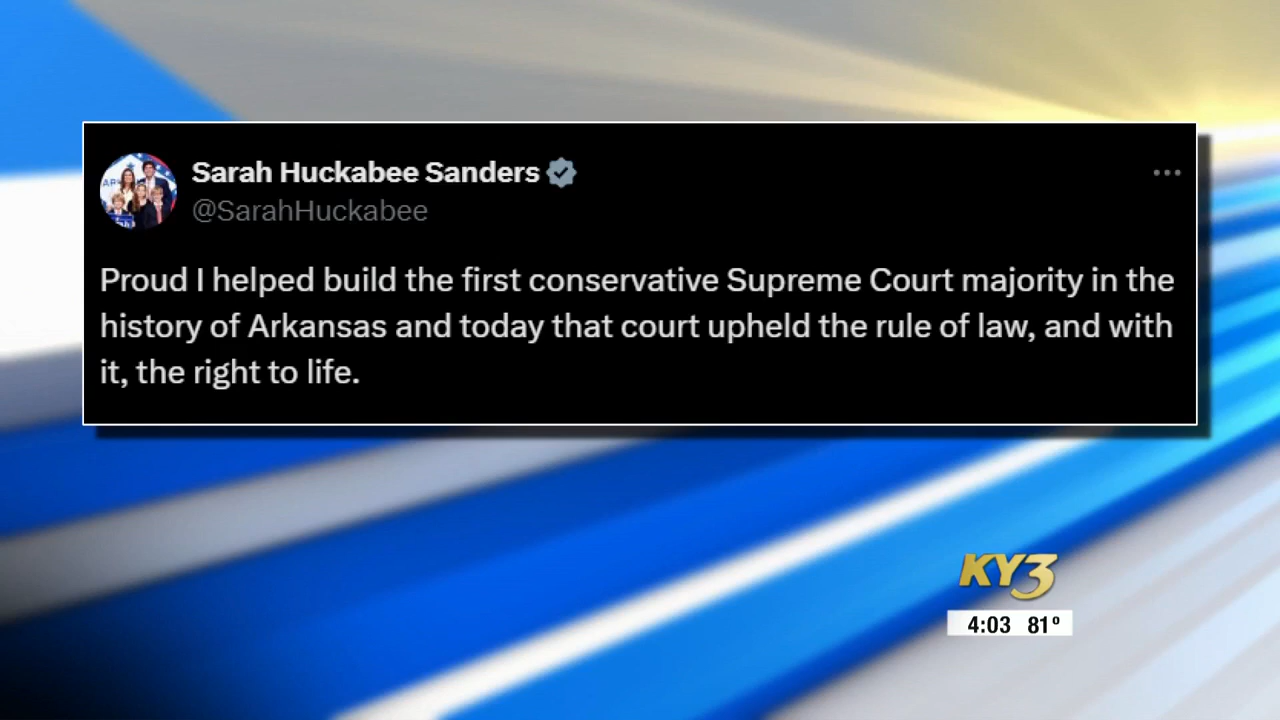 Sarah Huckabee Sanders
@SarahHuckabee
Proud I helped build the first conservative Supreme Court majority in the
history of Arkansas and today that court upheld the rule of law, and with
it, the right to life.
KY3
4:03 81º